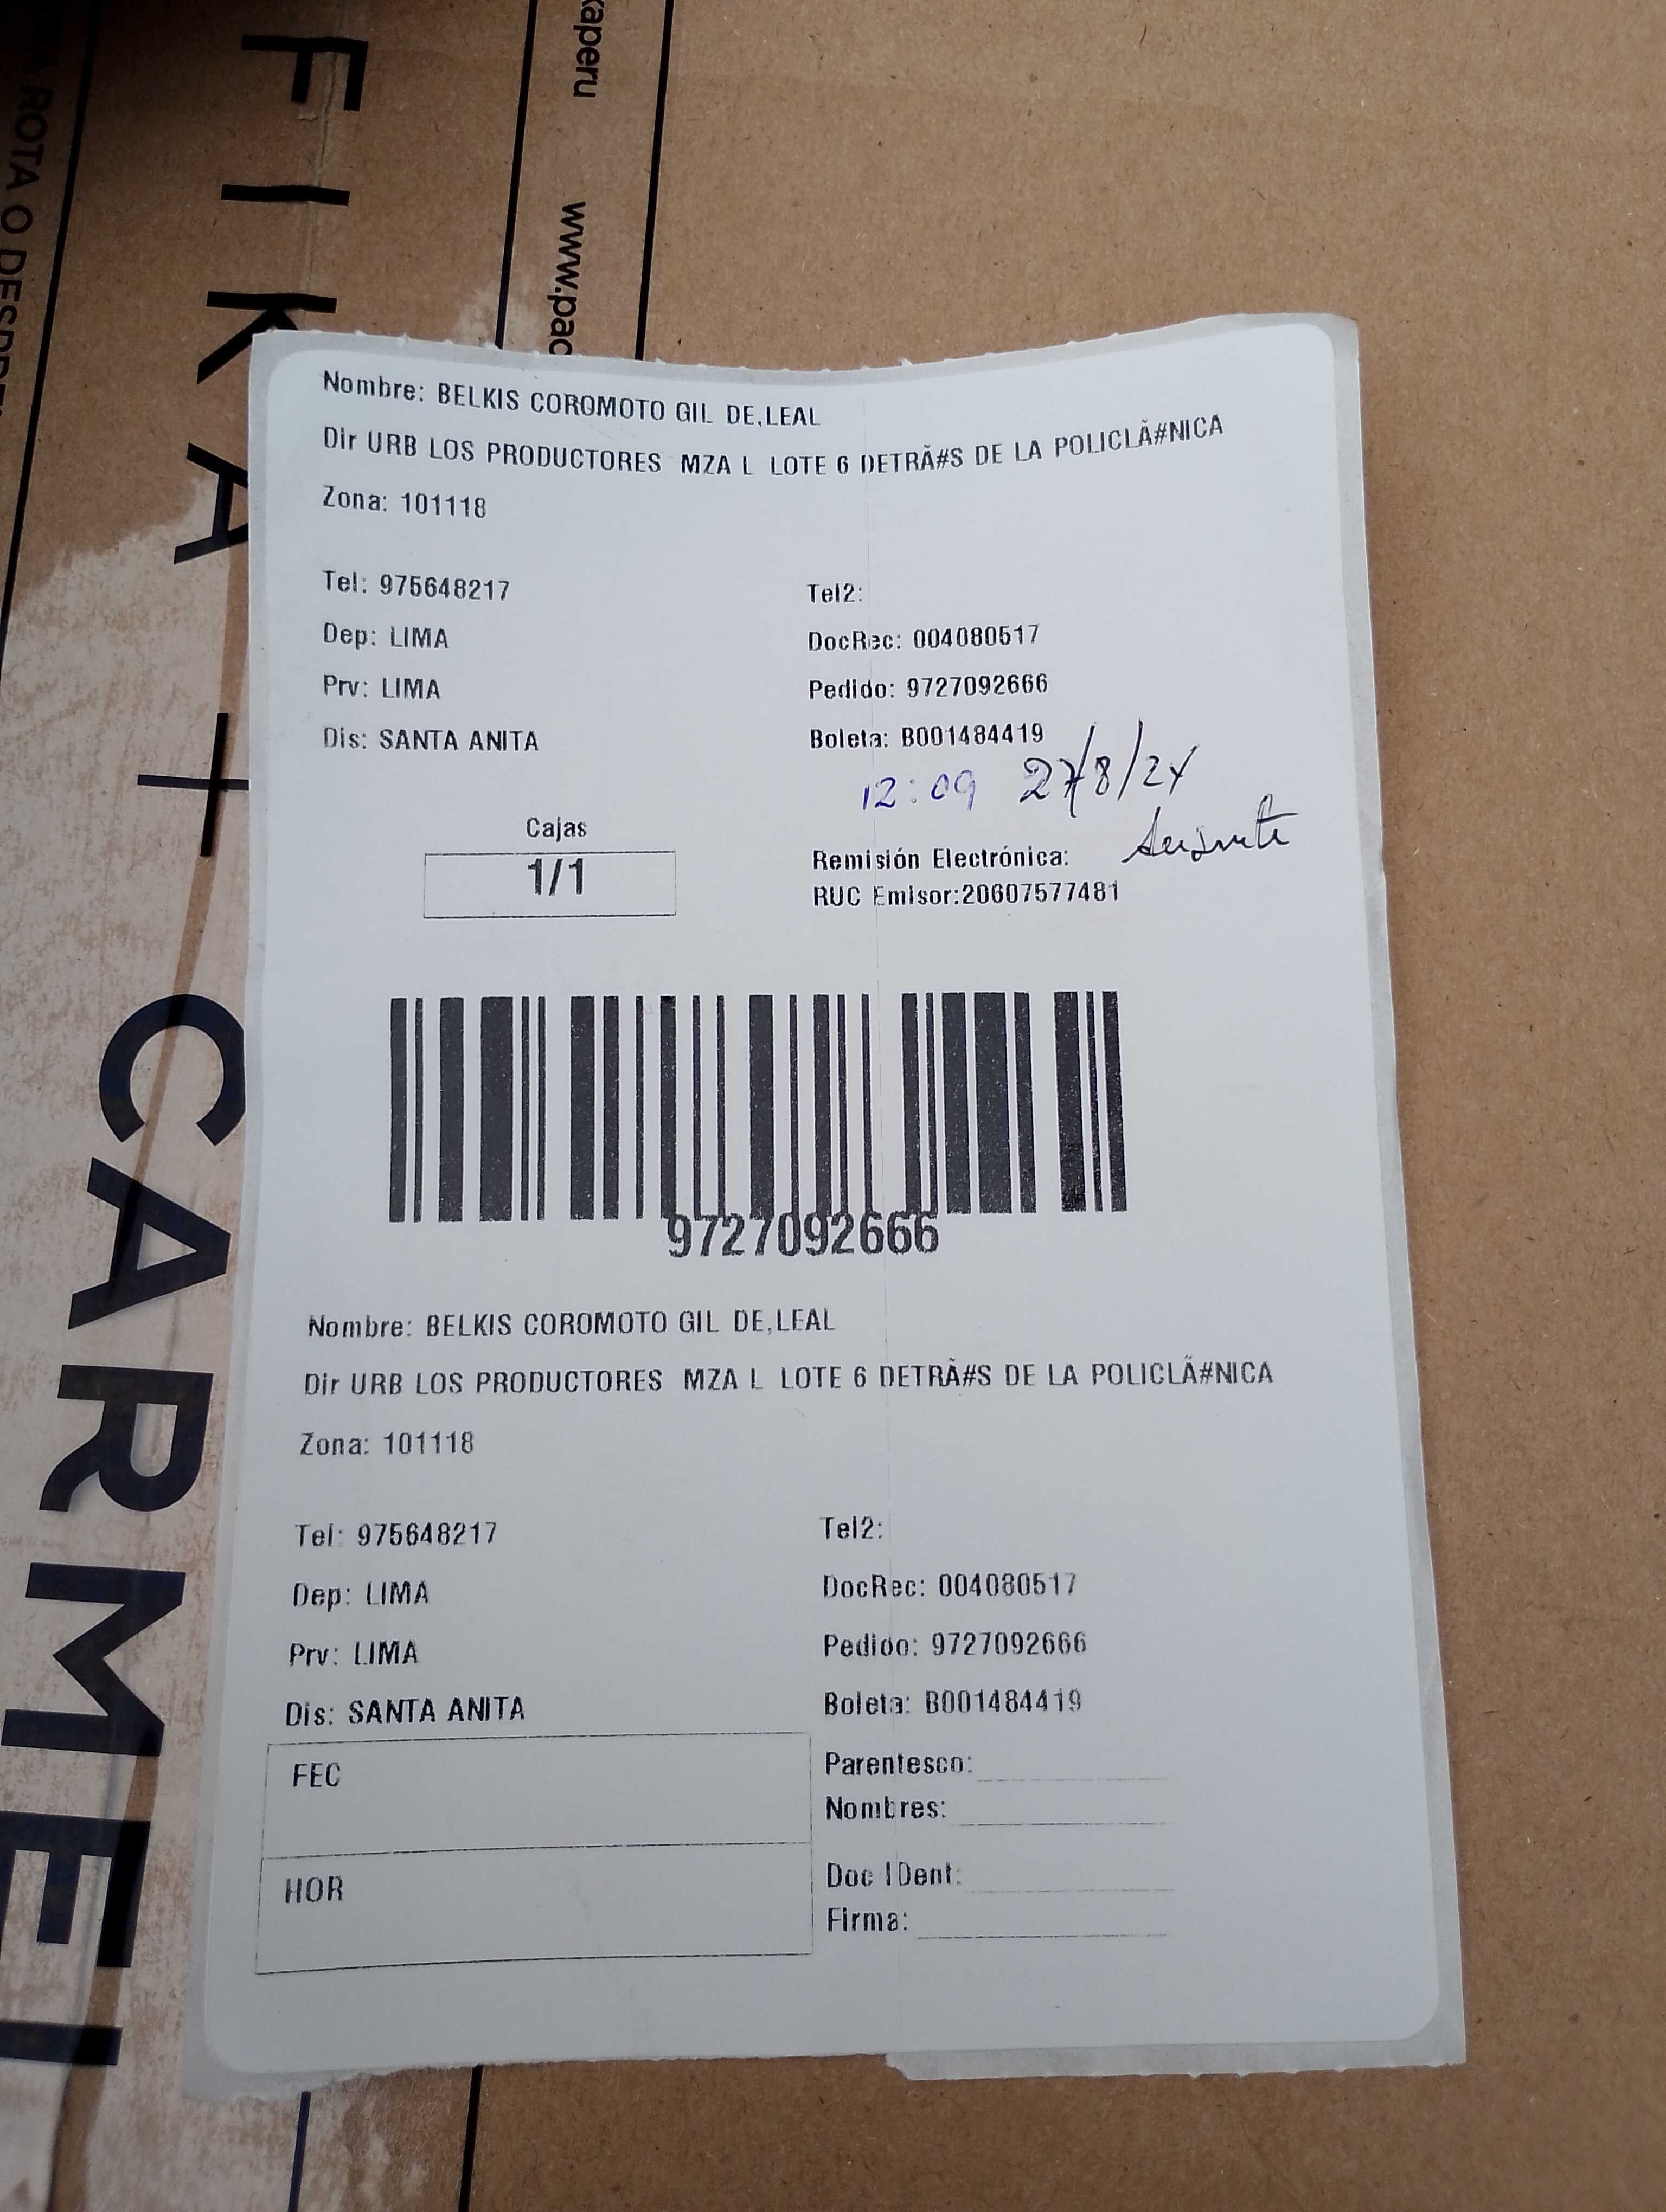 ROTA O
FIKA + CARMEL
kaperu www.pac
Nombre: BELKIS COROMOTO GIL DE,LEAL
Dir URB LOS PRODUCTORES MZA L LOTE 6 DETRÃ#S DE LA POLICLÃ#NICA
Zona: 101118
Tel: 975648217 Tel2:
Dep: LIMA DocRec: 004080517
Prv: LIMA Pedido: 9727092666
Dis: SANTA ANITA Boleta: B001484419
12:09 27/8/24
Cajas
1/1
Remisión Electrónica:
RUC Emisor:20607577481
9727092666
Nombre: BELKIS COROMOTO GIL DE,LEAL
Dir URB LOS PRODUCTORES MZA L LOTE 6 DETRÃ#S DE LA POLICLÃ#NICA
Zona: 101118
Tel: 975648217 Tel2:
Dep: LIMA DocRec: 004080517
Prv: LIMA Pedido: 9727092666
Dis: SANTA ANITA Boleta: B001484419
FEC
HOR
Parentesco:
Nombres:
Doc IDent:
Firma: